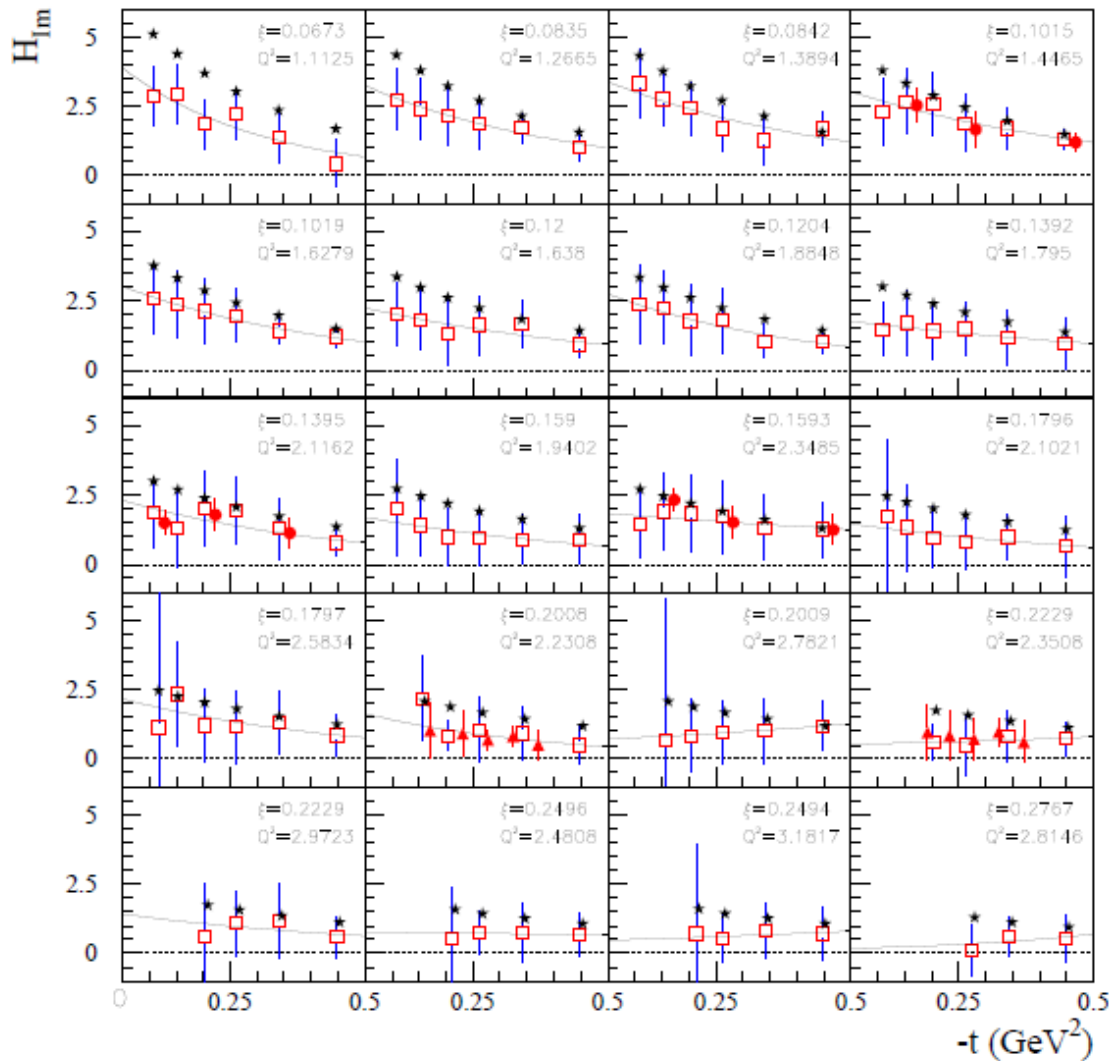 H_Im
5
2.5
0
ξ=0.0673
Q²=1.1125
ξ=0.0835
Q²=1.2665
ξ=0.0842
Q²=1.3894
ξ=0.1015
Q²=1.4465
5
2.5
0
ξ=0.1019
Q²=1.6279
ξ=0.12
Q²=1.638
ξ=0.1204
Q²=1.8848
ξ=0.1392
Q²=1.795
5
2.5
0
ξ=0.1395
Q²=2.1162
ξ=0.159
Q²=1.9402
ξ=0.1593
Q²=2.3485
ξ=0.1796
Q²=2.1021
5
2.5
0
ξ=0.1797
Q²=2.5834
ξ=0.2008
Q²=2.2308
ξ=0.2009
Q²=2.7821
ξ=0.2229
Q²=2.3508
5
2.5
0
ξ=0.2229
Q²=2.9723
ξ=0.2496
Q²=2.4808
ξ=0.2494
Q²=3.1817
ξ=0.2767
Q²=2.8146
0 0.25 0.5 0.25 0.5 0.25 0.5 0.25 0.5
-t (GeV²)